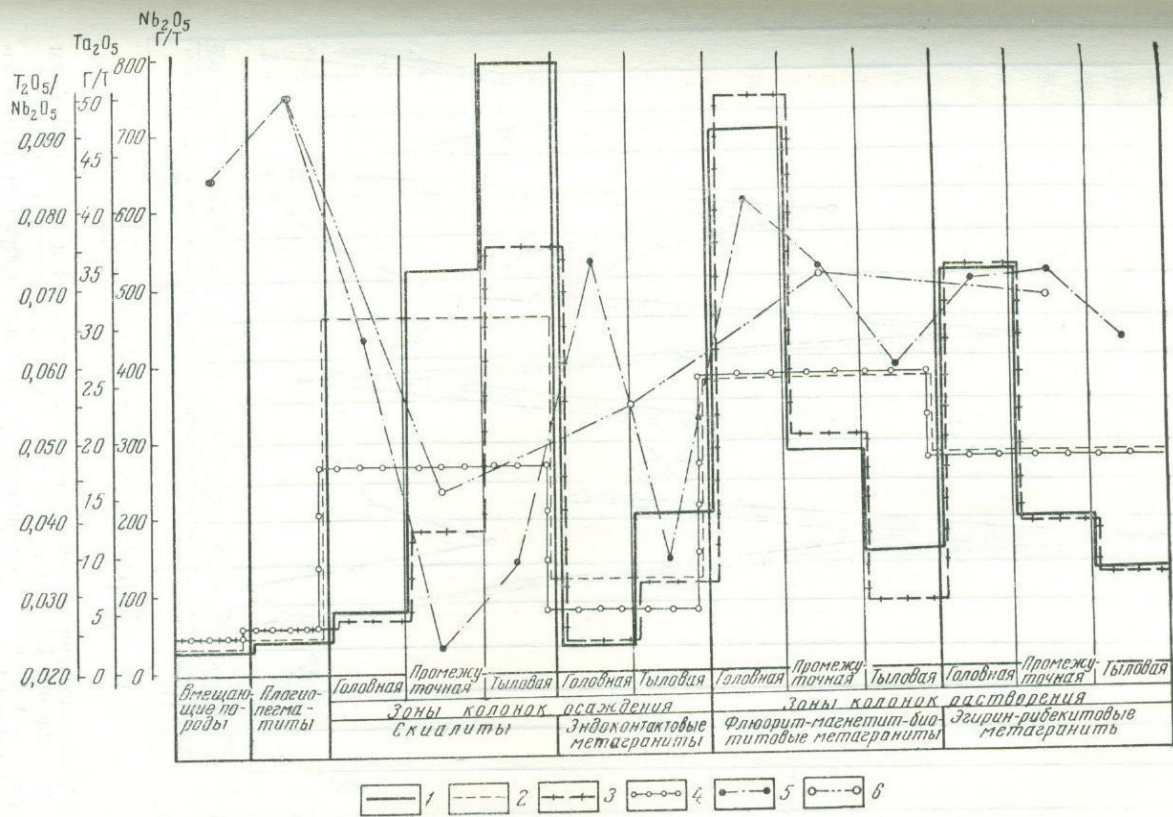 Nb₂O₅
Г/Т
Ta₂O₅
Г/Т
T₂O₅/
Nb₂O₅
0,090
0,080
0,070
0,060
0,050
0,040
0,030
0,020
50
45
40
35
30
25
20
15
10
5
0
800
700
600
500
400
300
200
100
0
Вмещаю-
щие по-
роды
Плагио-
пегма-
титы
Головная
Промежу-
точная
Тыловая
Головная
Тыловая
Головная
Промежу-
точная
Тыловая
Головная
Промежу-
точная
Тыловая
Зоны колонок осаждения
Зоны колонок растворения
Скиалиты
Эндоконтактовые
метаграниты
Флюорит-магнетит-био-
титовые метаграниты
Эгирин-рибекитовые
метагранить
1 2 3 4 5 6